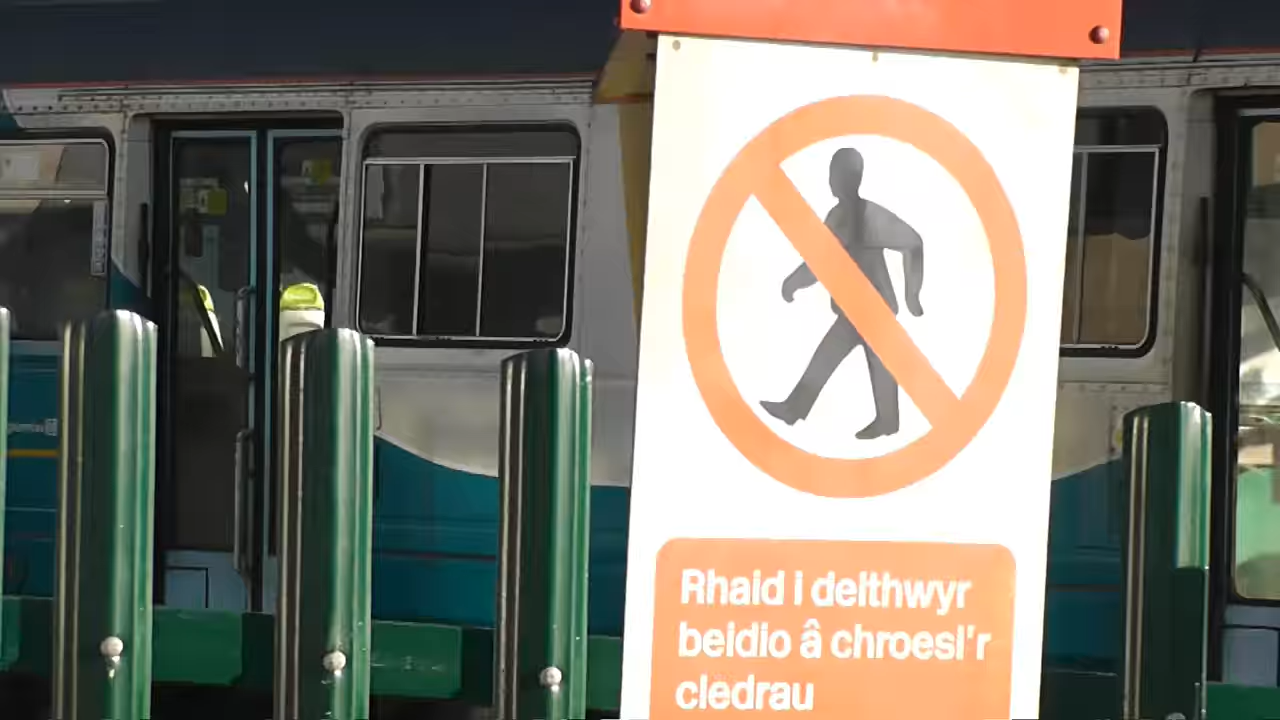 Rhaid i deithwyr
beidio â chroesi'r
cledrau